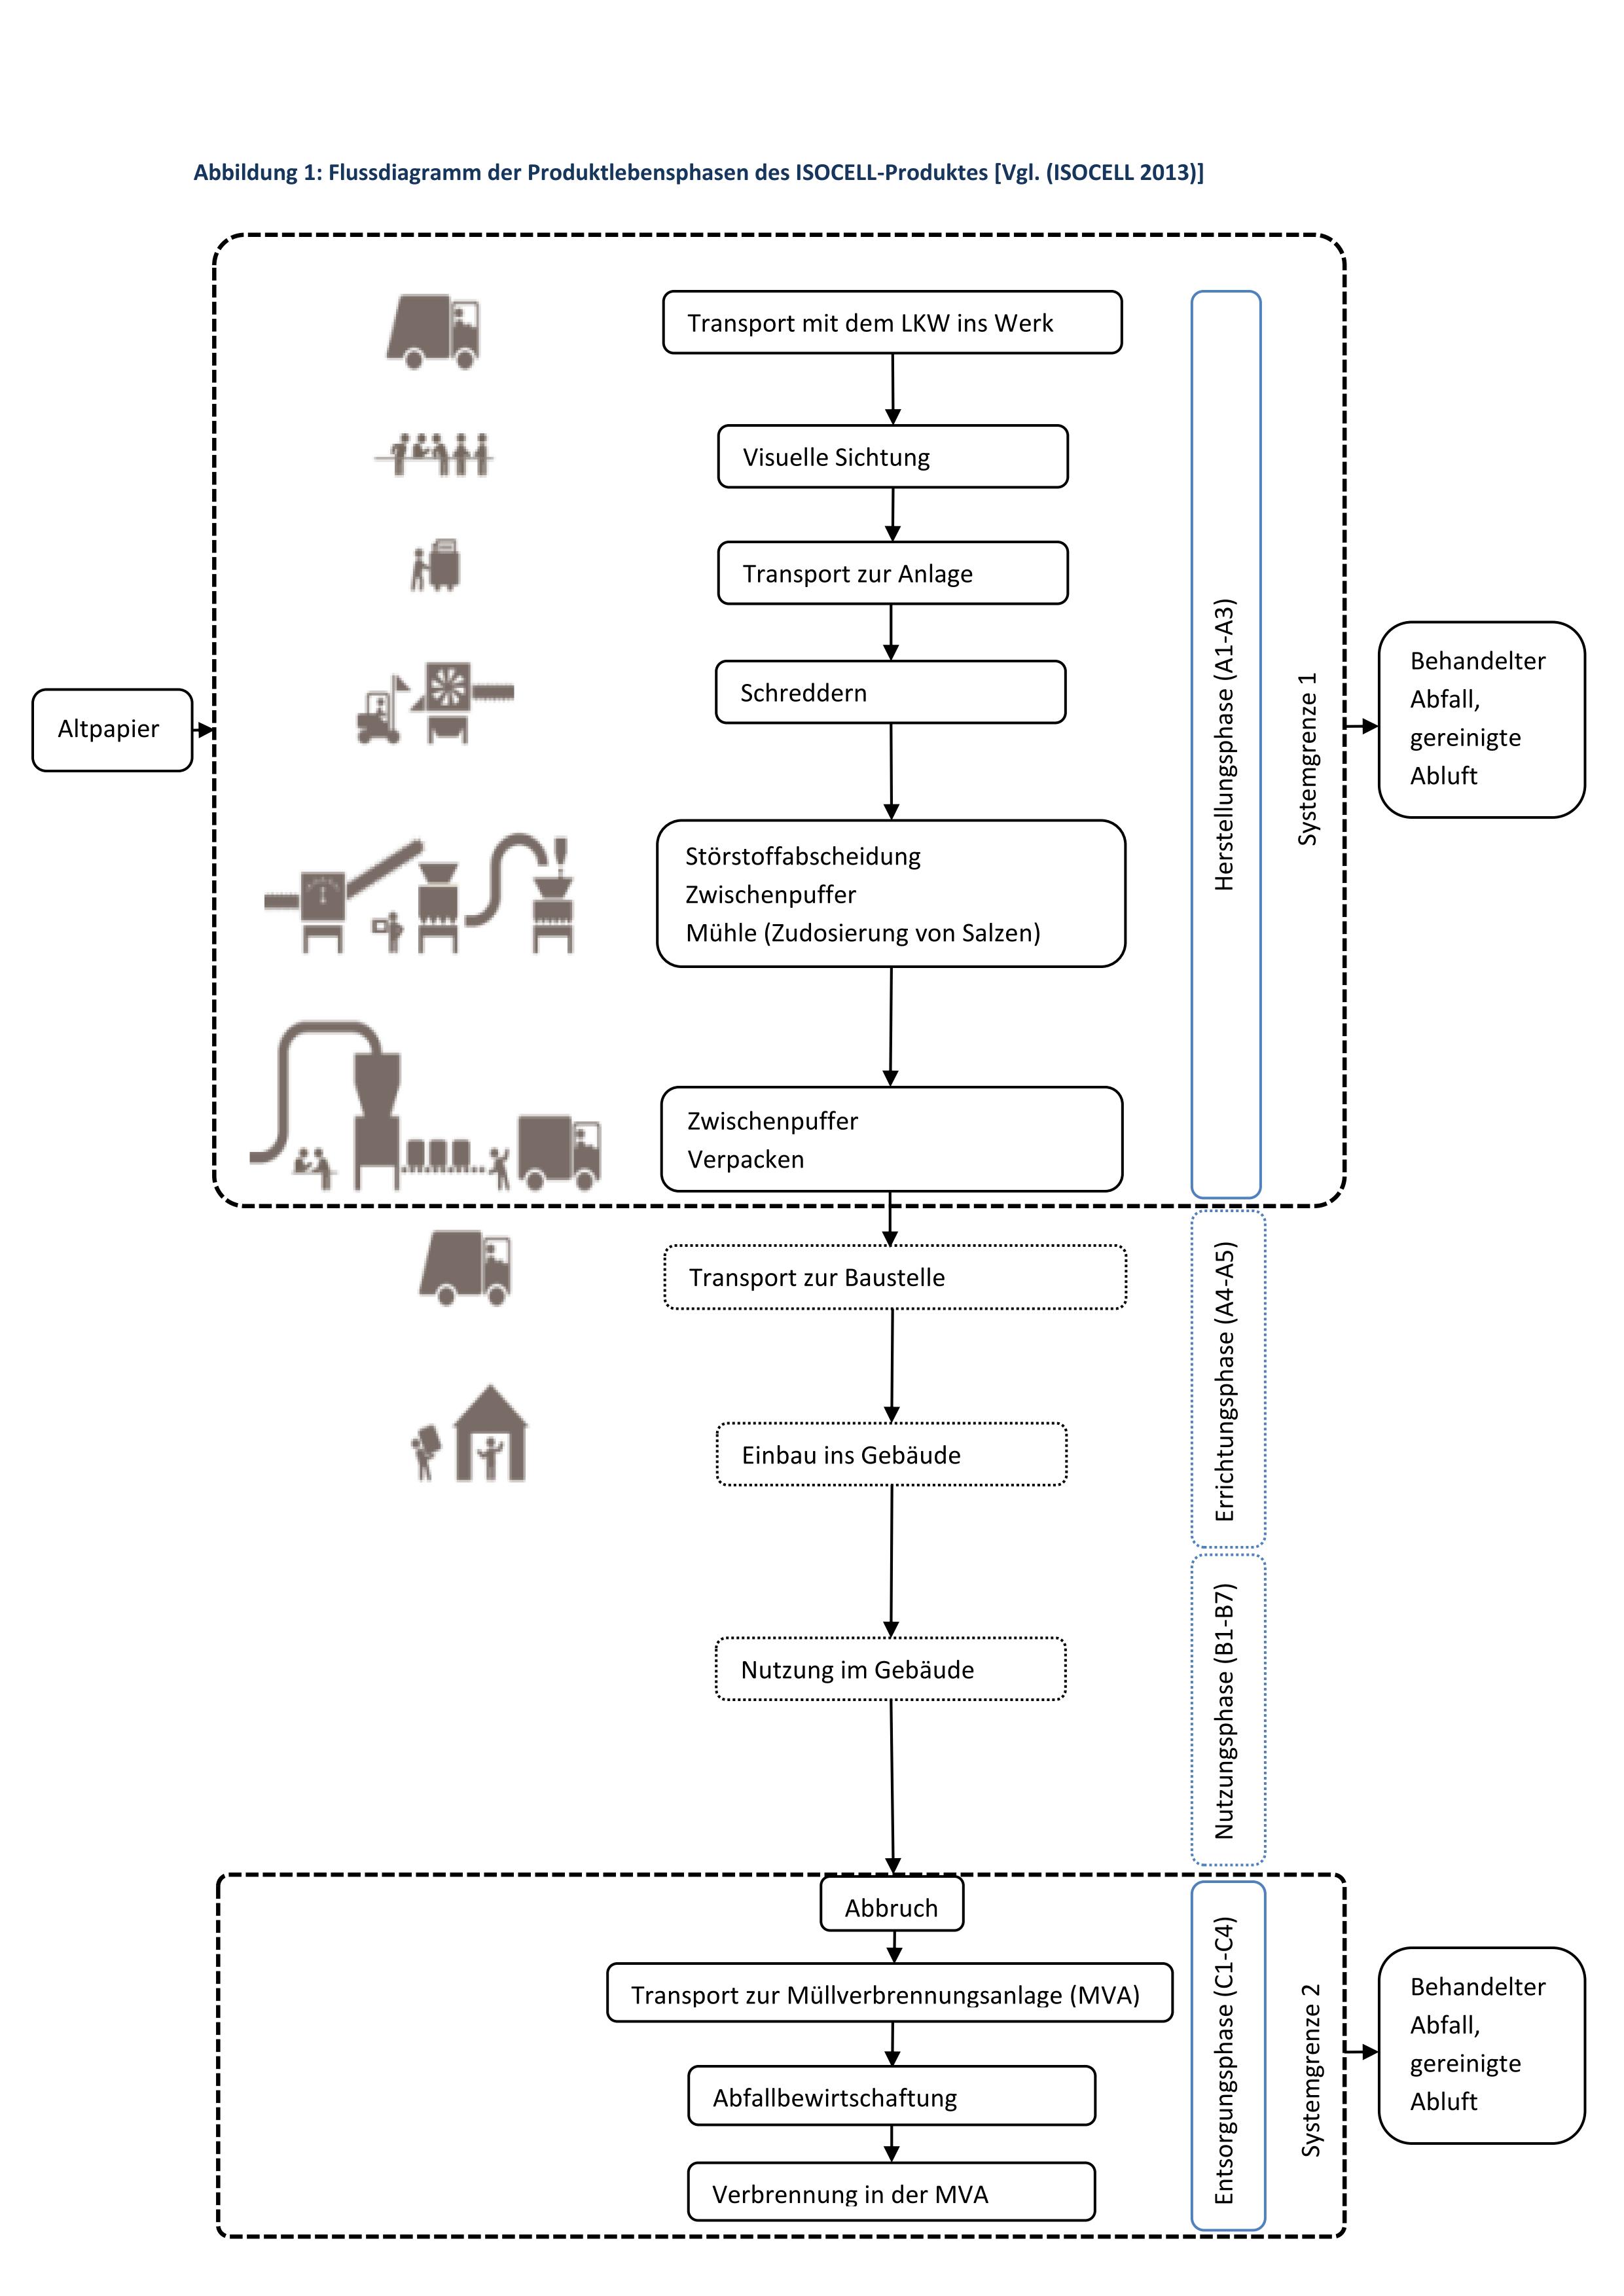 Abbildung 1: Flussdiagramm der Produktlebensphasen des ISOCELL-Produktes [Vgl. (ISOCELL 2013)]
Transport mit dem LKW ins Werk
Visuelle Sichtung
Transport zur Anlage
Schreddern
Altpapier
Störstoffabscheidung
Zwischenpuffer
Mühle (Zudosierung von Salzen)
Zwischenpuffer
Verpacken
Herstellungsphase (A1-A3)
Systemgrenze 1
Behandelter
Abfall,
gereinigte
Abluft
Transport zur Baustelle
Einbau ins Gebäude
Errichtungsphase (A4-A5)
Nutzung im Gebäude
Nutzungsphase (B1-B7)
Abbruch
Transport zur Müllverbrennungsanlage (MVA)
Abfallbewirtschaftung
Verbrennung in der MVA
Entsorgungsphase (C1-C4)
Systemgrenze 2
Behandelter
Abfall,
gereinigte
Abluft